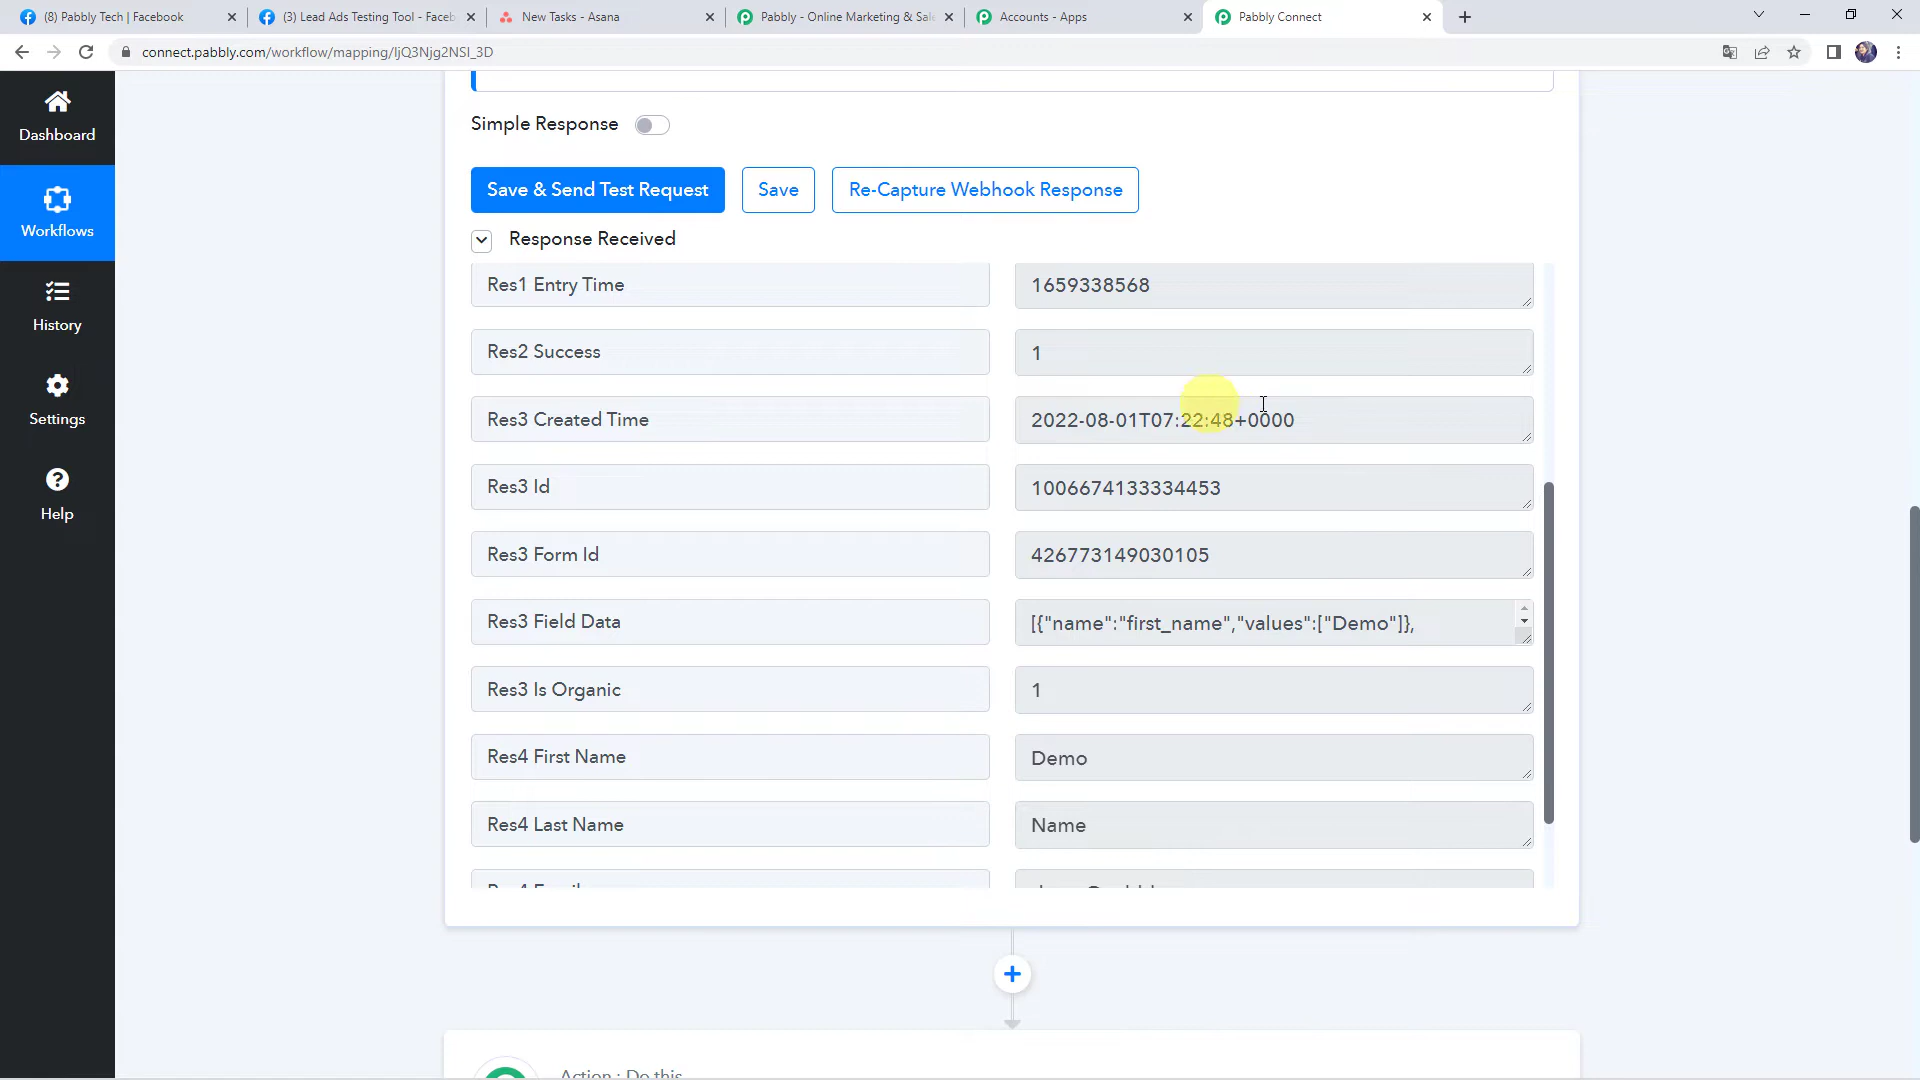 (8) Pabbly Tech | Facebook
(3) Lead Ads Testing Tool - Faceb
New Tasks - Asana
Pabbly - Online Marketing & Sale
Accounts - Apps
Pabbly Connect
connect.pabbly.com/workflow/mapping/IjQ3Njg2NSI_3D
Dashboard
Workflows
History
Settings
Help
Simple Response
Save & Send Test Request
Save
Re-Capture Webhook Response
Response Received
Res1 Entry Time
1659338568
Res2 Success
1
Res3 Created Time
2022-08-01T07:22:48+0000
Res3 Id
1006674133334453
Res3 Form Id
426773149030105
Res3 Field Data
[{"name":"first_name","values":["Demo"]},
Res3 Is Organic
1
Res4 First Name
Demo
Res4 Last Name
Name
Action : Do this